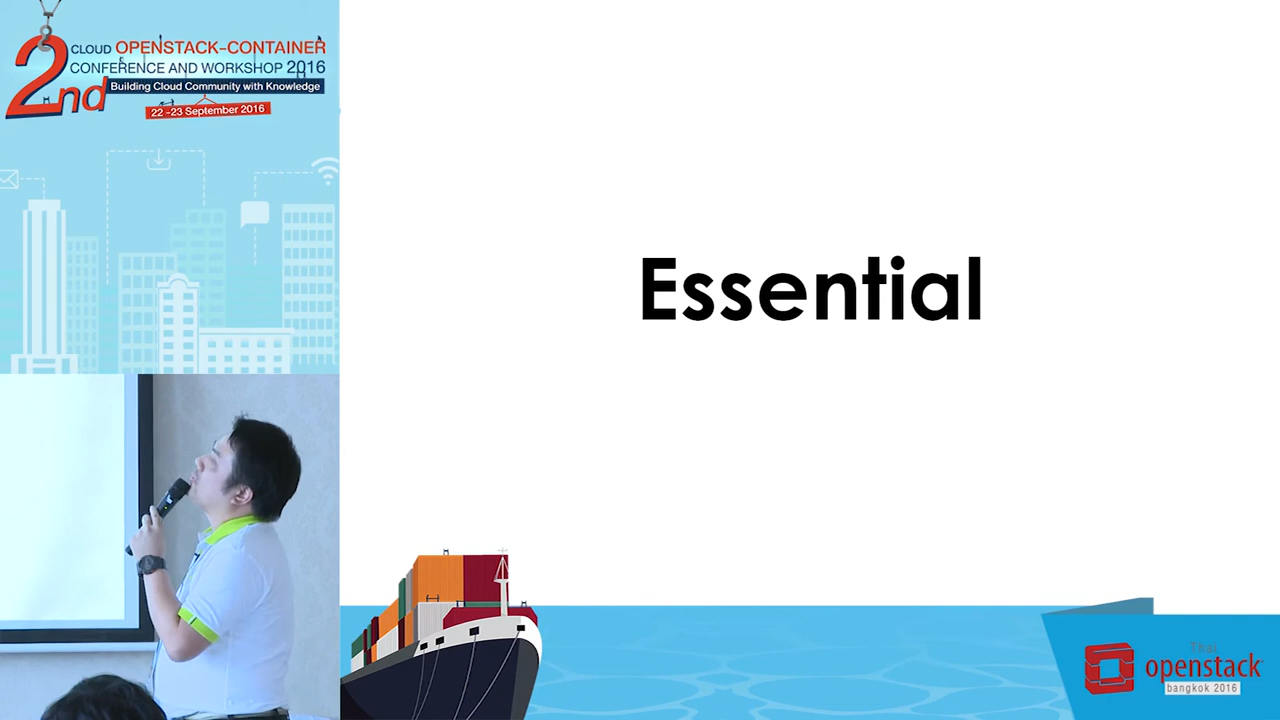 2nd
CLOUD OPENSTACK-CONTAINER
CONFERENCE AND WORKSHOP 2016
Building Cloud Community with Knowledge
22 -23 September 2016
Essential
Thai
openstack
bangkok 2016